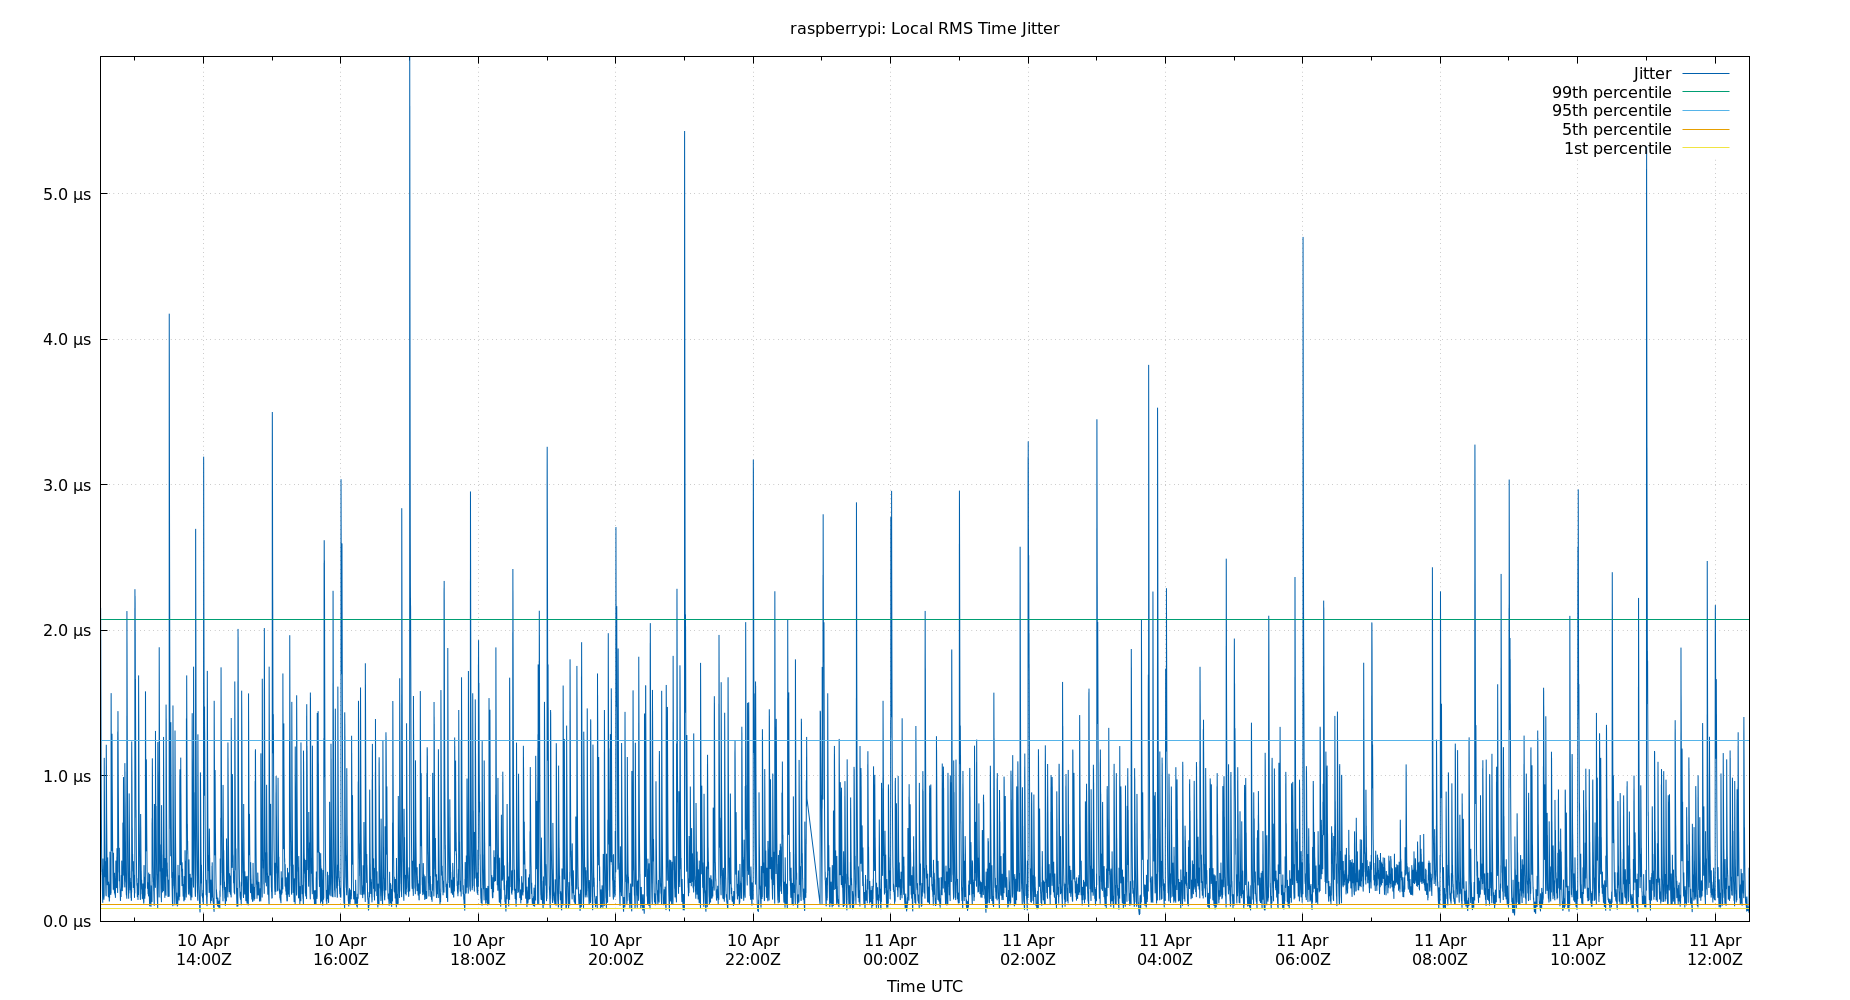 raspberrypi: Local RMS Time Jitter
Jitter
99th percentile
95th percentile
5th percentile
1st percentile
5.0 µs
4.0 µs
3.0 µs
2.0 µs
1.0 µs
0.0 µs
10 Apr 10 Apr 10 Apr 10 Apr 10 Apr 11 Apr 11 Apr 11 Apr 11 Apr 11 Apr 11 Apr 11 Apr
14:00Z 16:00Z 18:00Z 20:00Z 22:00Z 00:00Z 02:00Z 04:00Z 06:00Z 08:00Z 10:00Z 12:00Z
Time UTC